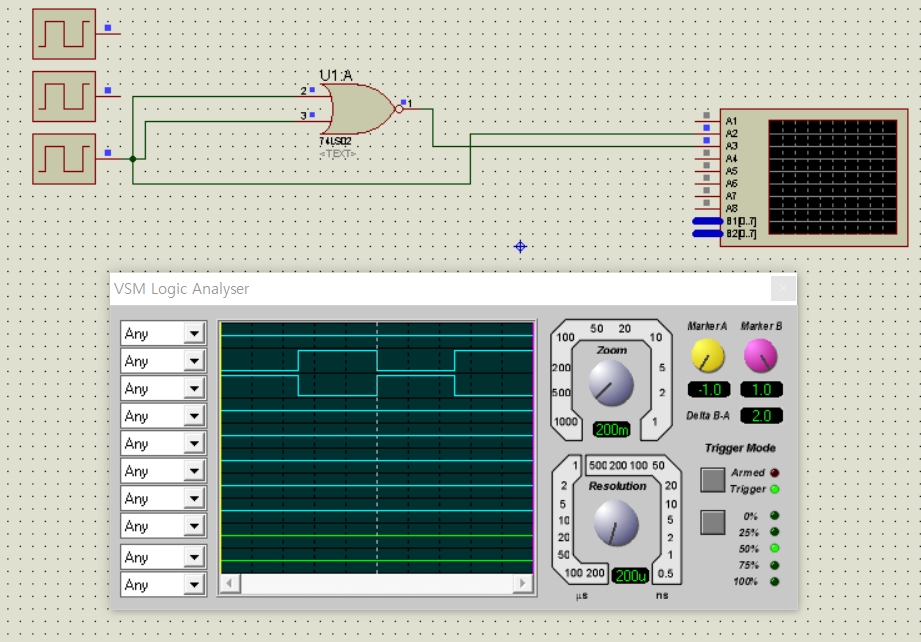 U1:A
2
3
1
74LS02
<TEXT>
A1
A2
A3
A4
A5
A6
A7
A8
B1[0..7]
B2[0..7]
VSM Logic Analyser
Any
Any
Any
Any
Any
Any
Any
Any
Any
Any
Zoom
1000
500
200
100
50
20
10
5
2
1
200m
Marker A
Marker B
-1.0
1.0
Delta B-A
2.0
Resolution
1
2
5
10
20
50
100 200
500 200 100 50
20
10
5
2
1
0.5
200u
µs
ns
Trigger Mode
Armed
Trigger
0%
25%
50%
75%
100%